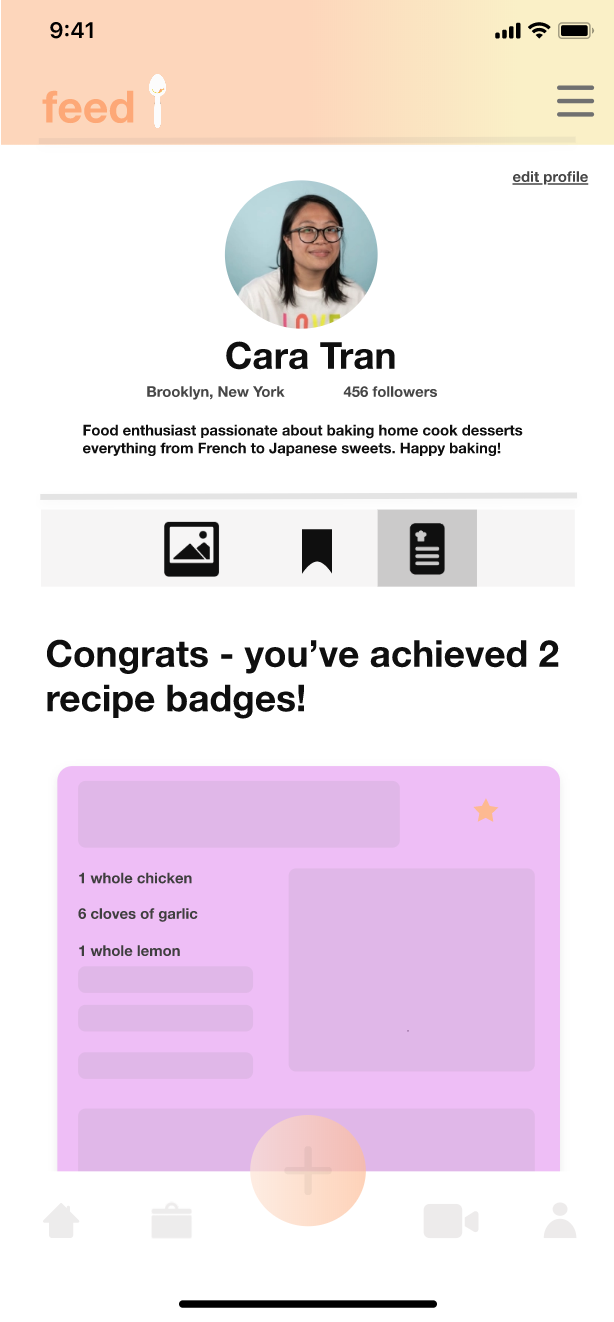 9:41
feed
edit profile
Cara Tran
Brooklyn, New York 456 followers
Food enthusiast passionate about baking home cook desserts
everything from French to Japanese sweets. Happy baking!
Congrats - you’ve achieved 2
recipe badges!
1 whole chicken
6 cloves of garlic
1 whole lemon